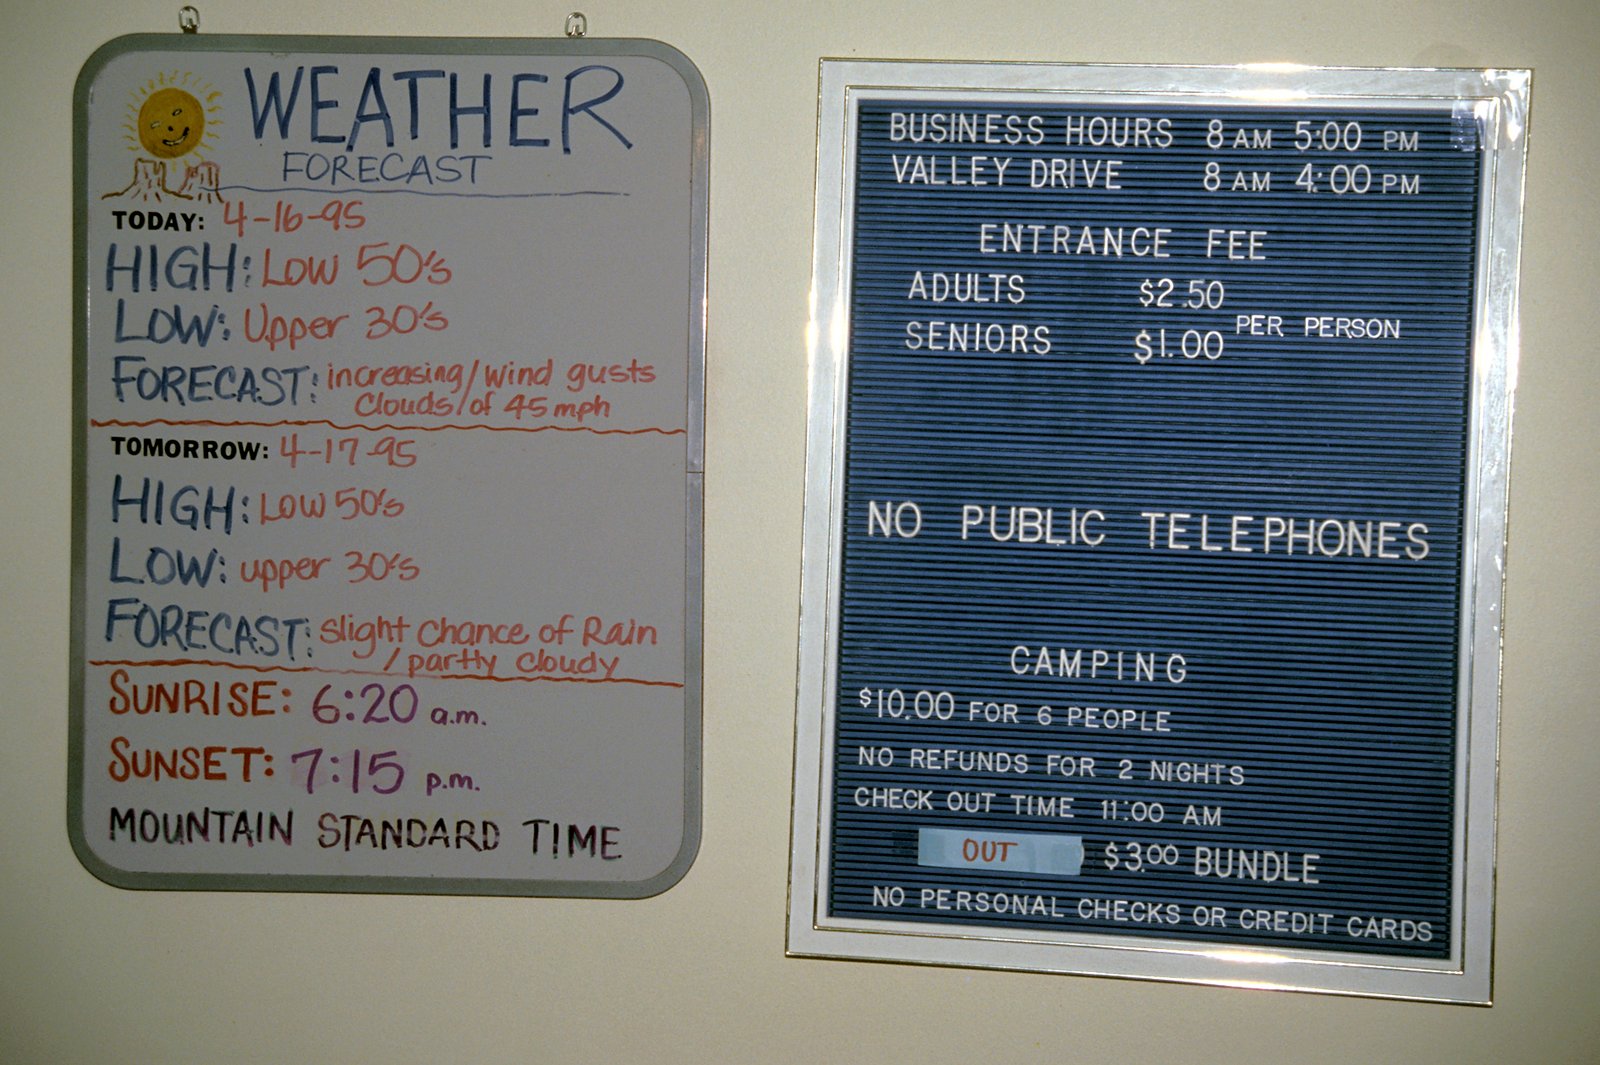 WEATHER
FORECAST
TODAY: 4-16-95
HIGH: Low 50's
LOW: Upper 30's
FORECAST: increasing / wind gusts
clouds / of 45 mph
TOMORROW: 4-17-95
HIGH: Low 50's
LOW: upper 30's
FORECAST: slight chance of Rain
/ partly cloudy
SUNRISE: 6:20 a.m.
SUNSET: 7:15 p.m.
MOUNTAIN STANDARD TIME
BUSINESS HOURS 8 AM 5:00 PM
VALLEY DRIVE 8 AM 4:00 PM
ENTRANCE FEE
ADULTS $2.50
SENIORS $1.00 PER PERSON
NO PUBLIC TELEPHONES
CAMPING
$10.00 FOR 6 PEOPLE
NO REFUNDS FOR 2 NIGHTS
CHECK OUT TIME 11:00 AM
OUT $3.00 BUNDLE
NO PERSONAL CHECKS OR CREDIT CARDS